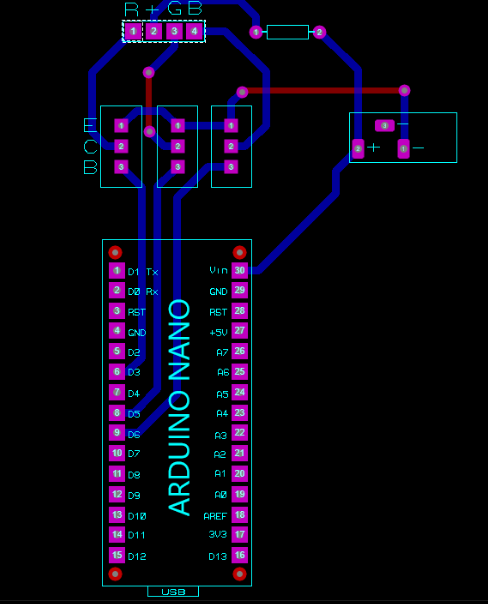 R + G B
1 2 3 4
1 2
E 1 1 1
C 2 2 2
B 3 3 3
0 -
2 + 1 -
1 D1 Tx Vin 30
2 D0 Rx GND 29
3 RST RST 28
4 GND +5V 27
5 D2 A7 26
6 D3 A6 25
7 D4 A5 24
8 D5 A4 23
9 D6 A3 22
10 D7 A2 21
11 D8 A1 20
12 D9 A0 19
13 D10 AREF 18
14 D11 3V3 17
15 D12 D13 16
ARDUINO NANO
USB